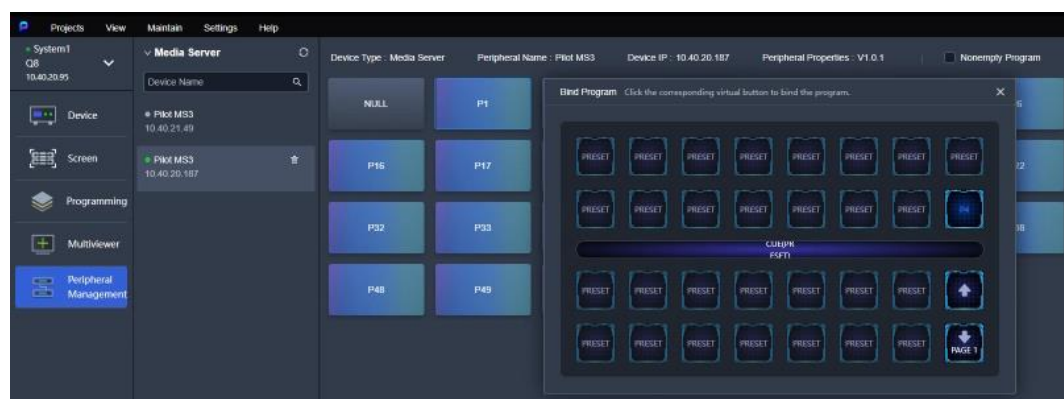 Projects View Maintain Settings Help
System1
Q8
10.40.20.95
Media Server
Device Name
Pilot MS3
10.40.21.49
Pilot MS3
10.40.20.187
Device
Screen
Programming
Multiviewer
Peripheral
Management
Device Type : Media Server Peripheral Name : Pilot MS3 Device IP : 10.40.20.187 Peripheral Properties : V1.0.1 Nonempty Program
NULL P1
P16 P17
P32 P33
P48 P49
Bind Program Click the corresponding virtual button to bind the program.
PRESET PRESET PRESET PRESET PRESET PRESET PRESET PRESET
PRESET PRESET PRESET PRESET PRESET PRESET PRESET
CUE(PR
ESET)
PRESET PRESET PRESET PRESET PRESET PRESET PRESET
PRESET PRESET PRESET PRESET PRESET PRESET PRESET PAGE 1